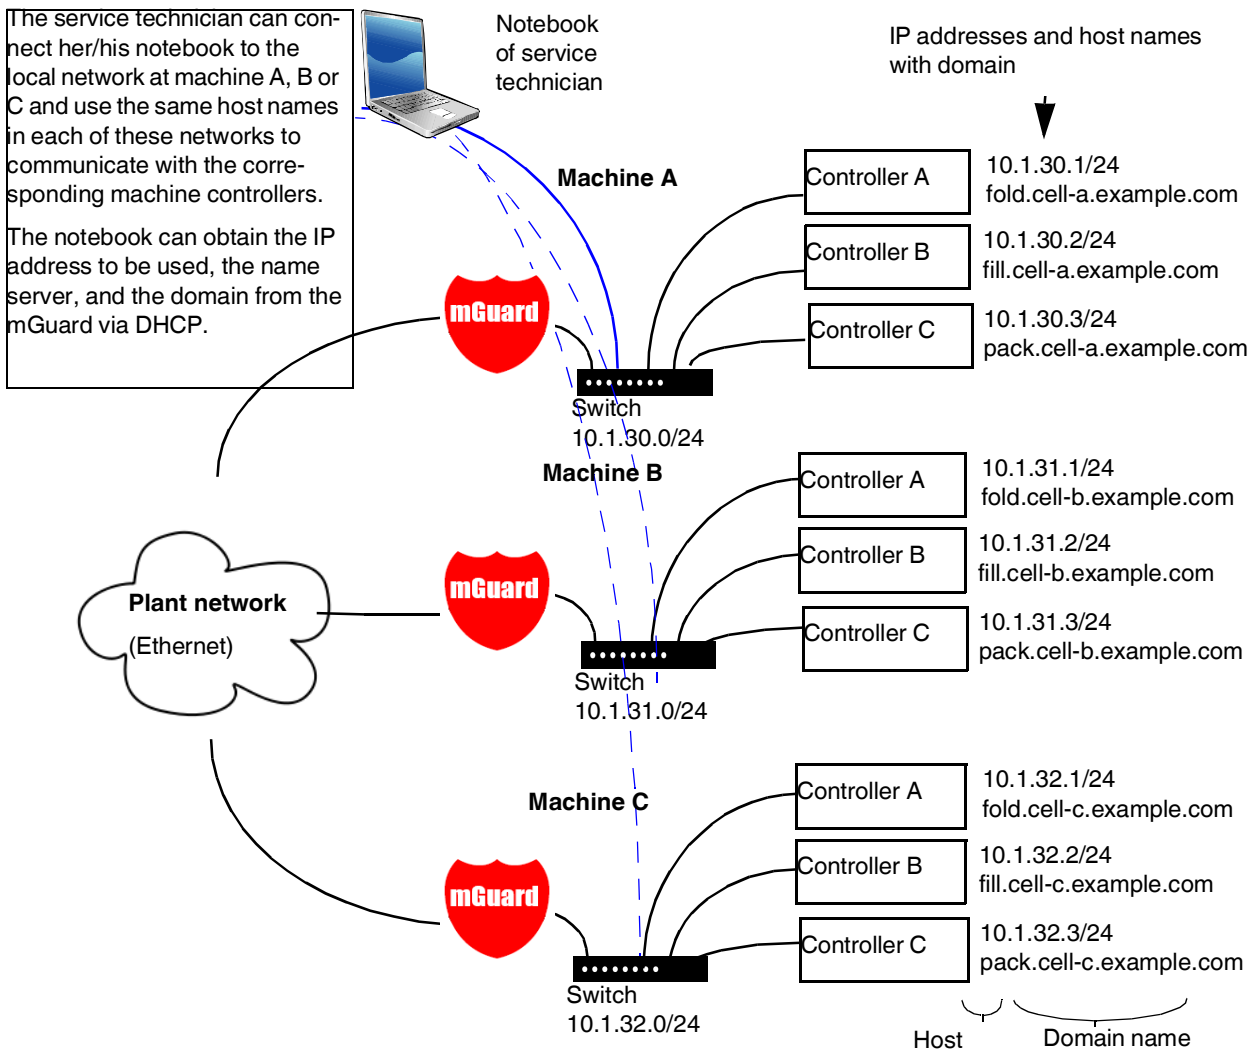 The service technician can con-
nect her/his notebook to the
local network at machine A, B or
C and use the same host names
in each of these networks to
communicate with the corre-
sponding machine controllers.
The notebook can obtain the IP
address to be used, the name
server, and the domain from the
mGuard via DHCP.
Notebook
of service
technician
IP addresses and host names
with domain
Machine A
mGuard
Switch
10.1.30.0/24
Controller A
10.1.30.1/24
fold.cell-a.example.com
Controller B
10.1.30.2/24
fill.cell-a.example.com
Controller C
10.1.30.3/24
pack.cell-a.example.com
Machine B
Plant network
(Ethernet)
mGuard
Switch
10.1.31.0/24
Controller A
10.1.31.1/24
fold.cell-b.example.com
Controller B
10.1.31.2/24
fill.cell-b.example.com
Controller C
10.1.31.3/24
pack.cell-b.example.com
Machine C
mGuard
Switch
10.1.32.0/24
Controller A
10.1.32.1/24
fold.cell-c.example.com
Controller B
10.1.32.2/24
fill.cell-c.example.com
Controller C
10.1.32.3/24
pack.cell-c.example.com
Host
Domain name